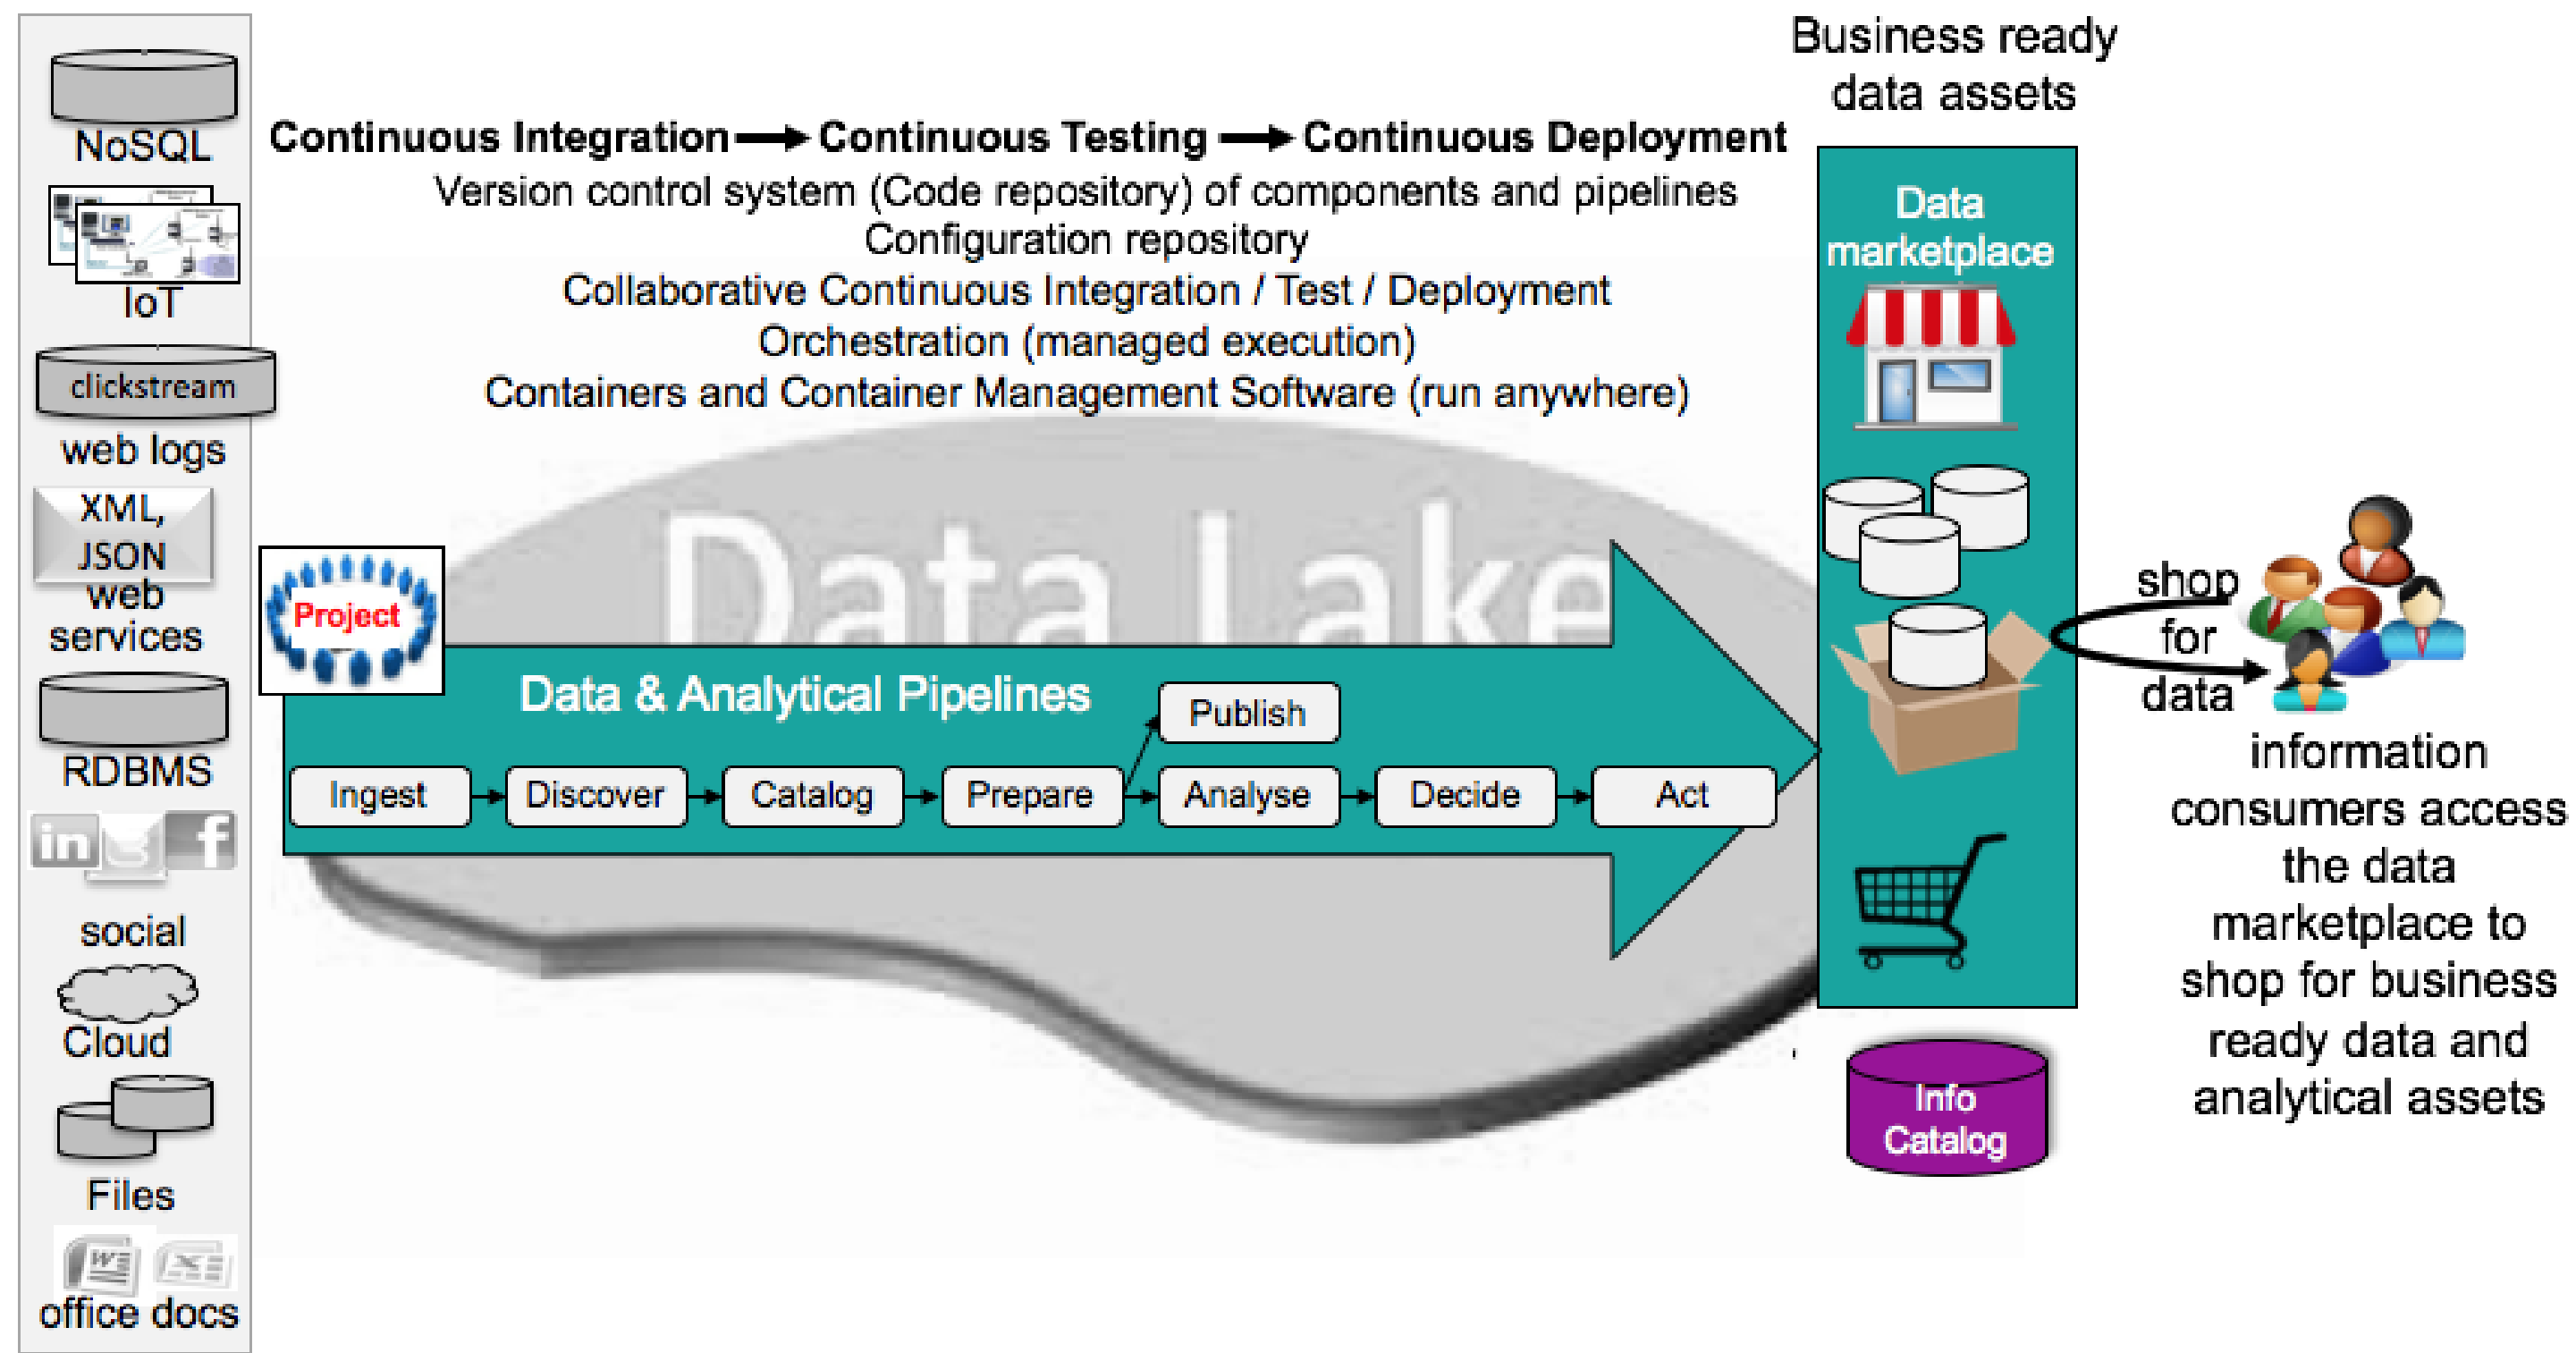 NoSQL
IoT
clickstream
web logs
XML,
JSON
web
services
RDBMS
in f
social
Cloud
Files
W X
office docs
Continuous Integration Continuous Testing Continuous Deployment
Version control system (Code repository) of components and pipelines
Configuration repository
Collaborative Continuous Integration / Test / Deployment
Orchestration (managed execution)
Containers and Container Management Software (run anywhere)
Data Lake
Project
Data & Analytical Pipelines
Publish
Ingest Discover Catalog Prepare Analyse Decide Act
Business ready
data assets
Data
marketplace
Info
Catalog
shop
for
data
information
consumers access
the data
marketplace to
shop for business
ready data and
analytical assets